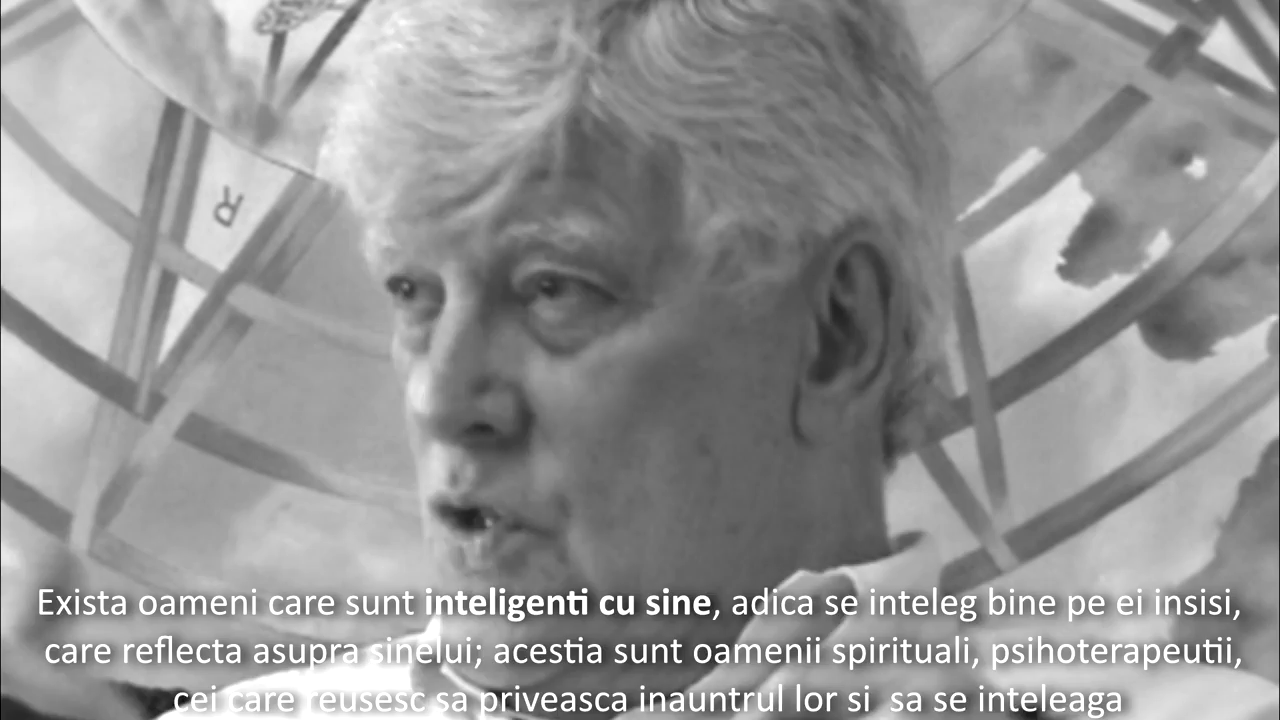 R
Exista oameni care sunt inteligenti cu sine, adica se inteleg bine pe ei insisi,
care reflecta asupra sinelui; acestia sunt oamenii spirituali, psihoterapeutii,
cei care reusesc sa priveasca inauntrul lor si sa se inteleaga